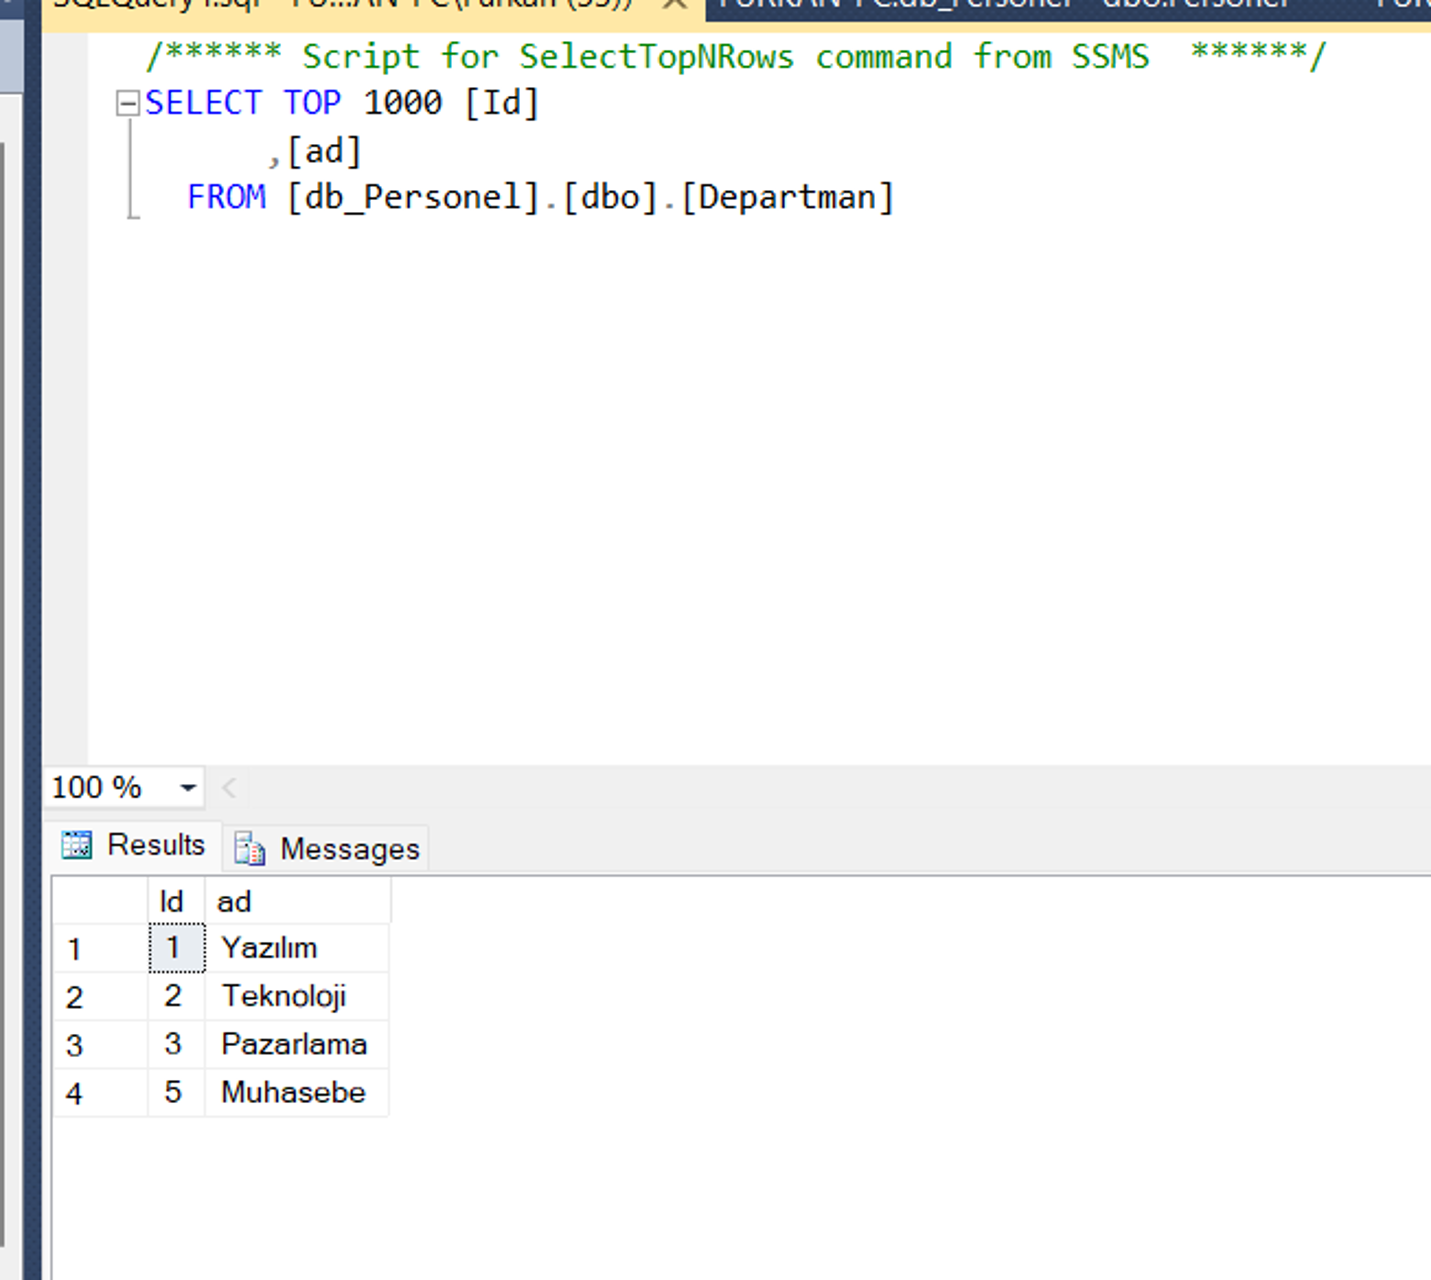 /****** Script for SelectTopNRows command from SSMS  ******/
SELECT TOP 1000 [Id]
,[ad]
FROM [db_Personel].[dbo].[Departman]
100 %
Results Messages
Id ad
1 1 Yazılım
2 2 Teknoloji
3 3 Pazarlama
4 5 Muhasebe